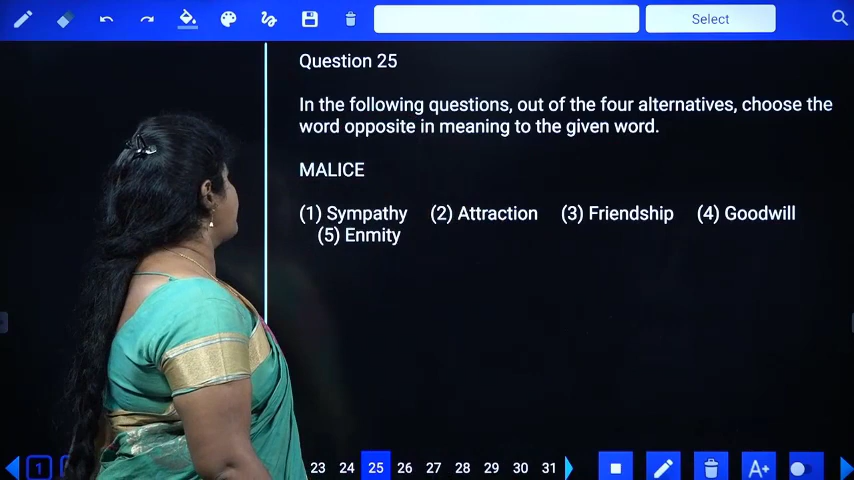 Select
Question 25
In the following questions, out of the four alternatives, choose the
word opposite in meaning to the given word.
MALICE
(1) Sympathy (2) Attraction (3) Friendship (4) Goodwill
(5) Enmity
1 23 24 25 26 27 28 29 30 31 A+